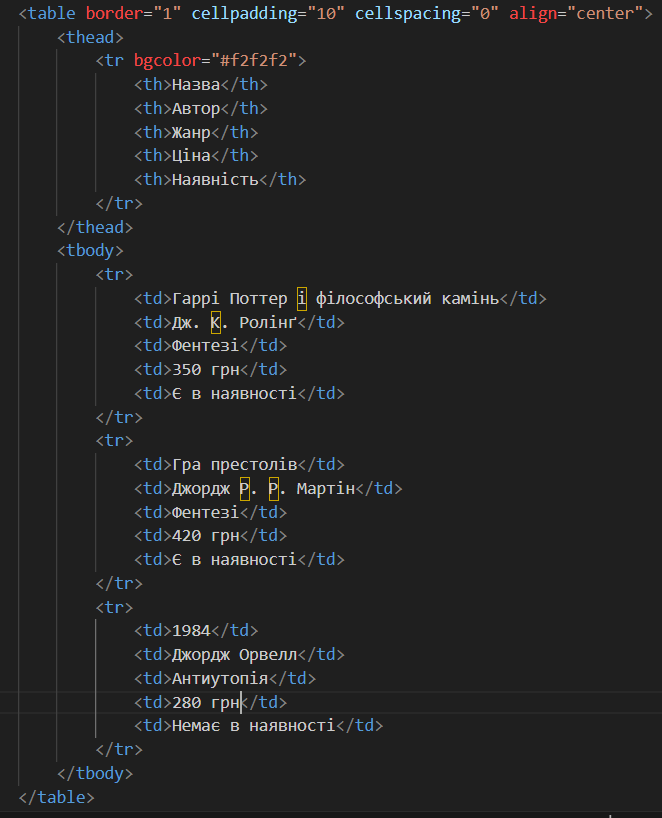 <table border="1" cellpadding="10" cellspacing="0" align="center">
<thead>
<tr bgcolor="#f2f2f2">
<th>Назва</th>
<th>Автор</th>
<th>Жанр</th>
<th>Ціна</th>
<th>Наявність</th>
</tr>
</thead>
<tbody>
<tr>
<td>Гаррі Поттер і філософський камінь</td>
<td>Дж. К. Ролінґ</td>
<td>Фентезі</td>
<td>350 грн</td>
<td>Є в наявності</td>
</tr>
<tr>
<td>Гра престолів</td>
<td>Джордж Р. Р. Мартін</td>
<td>Фентезі</td>
<td>420 грн</td>
<td>Є в наявності</td>
</tr>
<tr>
<td>1984</td>
<td>Джордж Орвелл</td>
<td>Антиутопія</td>
<td>280 грн</td>
<td>Немає в наявності</td>
</tr>
</tbody>
</table>